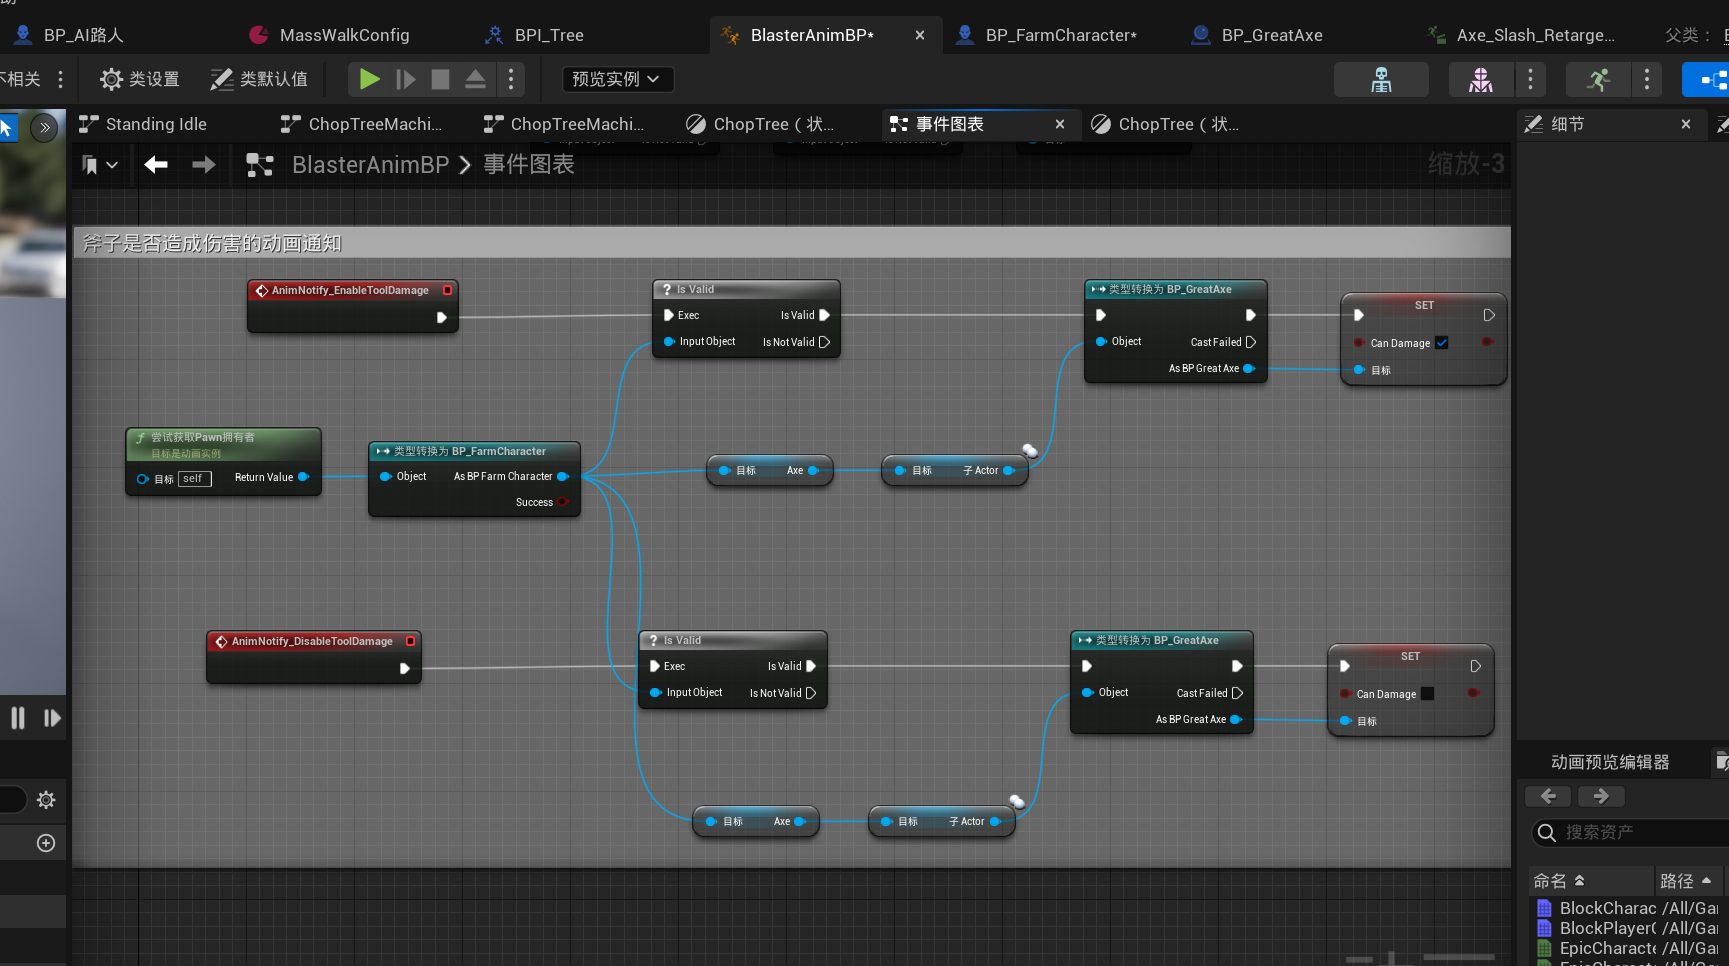 BP_AI路人
MassWalkConfig
BPI_Tree
BlasterAnimBP*
BP_FarmCharacter*
BP_GreatAxe
Axe_Slash_Retarge...
父类：
不相关
类设置
类默认值
预览实例
Standing Idle
ChopTreeMachi...
ChopTreeMachi...
ChopTree（状...
事件图表
ChopTree（状...
细节
BlasterAnimBP
事件图表
缩放-3
斧子是否造成伤害的动画通知
AnimNotify_EnableToolDamage
Is Valid
Exec
Is Valid
Input Object
Is Not Valid
类型转换为 BP_GreatAxe
Object
Cast Failed
As BP Great Axe
SET
Can Damage
目标
尝试获取Pawn拥有者
目标是动画实例
目标
self
Return Value
类型转换为 BP_FarmCharacter
Object
As BP Farm Character
Success
目标
Axe
目标
子 Actor
AnimNotify_DisableToolDamage
Is Valid
Exec
Is Valid
Input Object
Is Not Valid
类型转换为 BP_GreatAxe
Object
Cast Failed
As BP Great Axe
SET
Can Damage
目标
目标
Axe
目标
子 Actor
动画预览编辑器
搜索资产
命名
路径
BlockCharac /All/Gar
BlockPlayerC /All/Gar
EpicCharacte /All/Gar